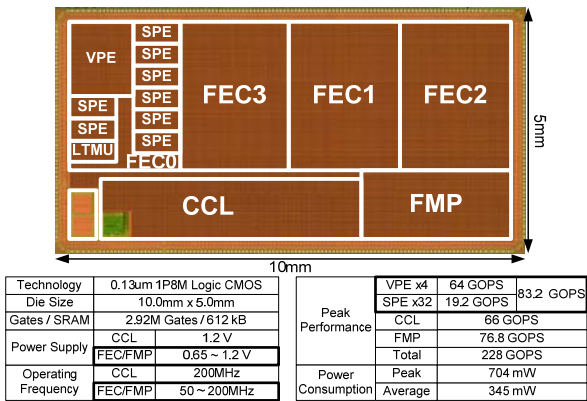 VPE
SPE
SPE
SPE
SPE
SPE
SPE
SPE
SPE
LTMU
FEC0
FEC3
FEC1
FEC2
CCL
FMP
5mm
10mm
Technology 0.13um 1P8M Logic CMOS
Die Size 10.0mm x 5.0mm
Gates / SRAM 2.92M Gates / 612 kB
Power Supply CCL 1.2 V
FEC/FMP 0.65 ~ 1.2 V
Operating Frequency CCL 200MHz
FEC/FMP 50 ~ 200MHz
Peak Performance VPE x4 64 GOPS 83.2 GOPS
SPE x32 19.2 GOPS
CCL 66 GOPS
FMP 76.8 GOPS
Total 228 GOPS
Power Consumption Peak 704 mW
Average 345 mW